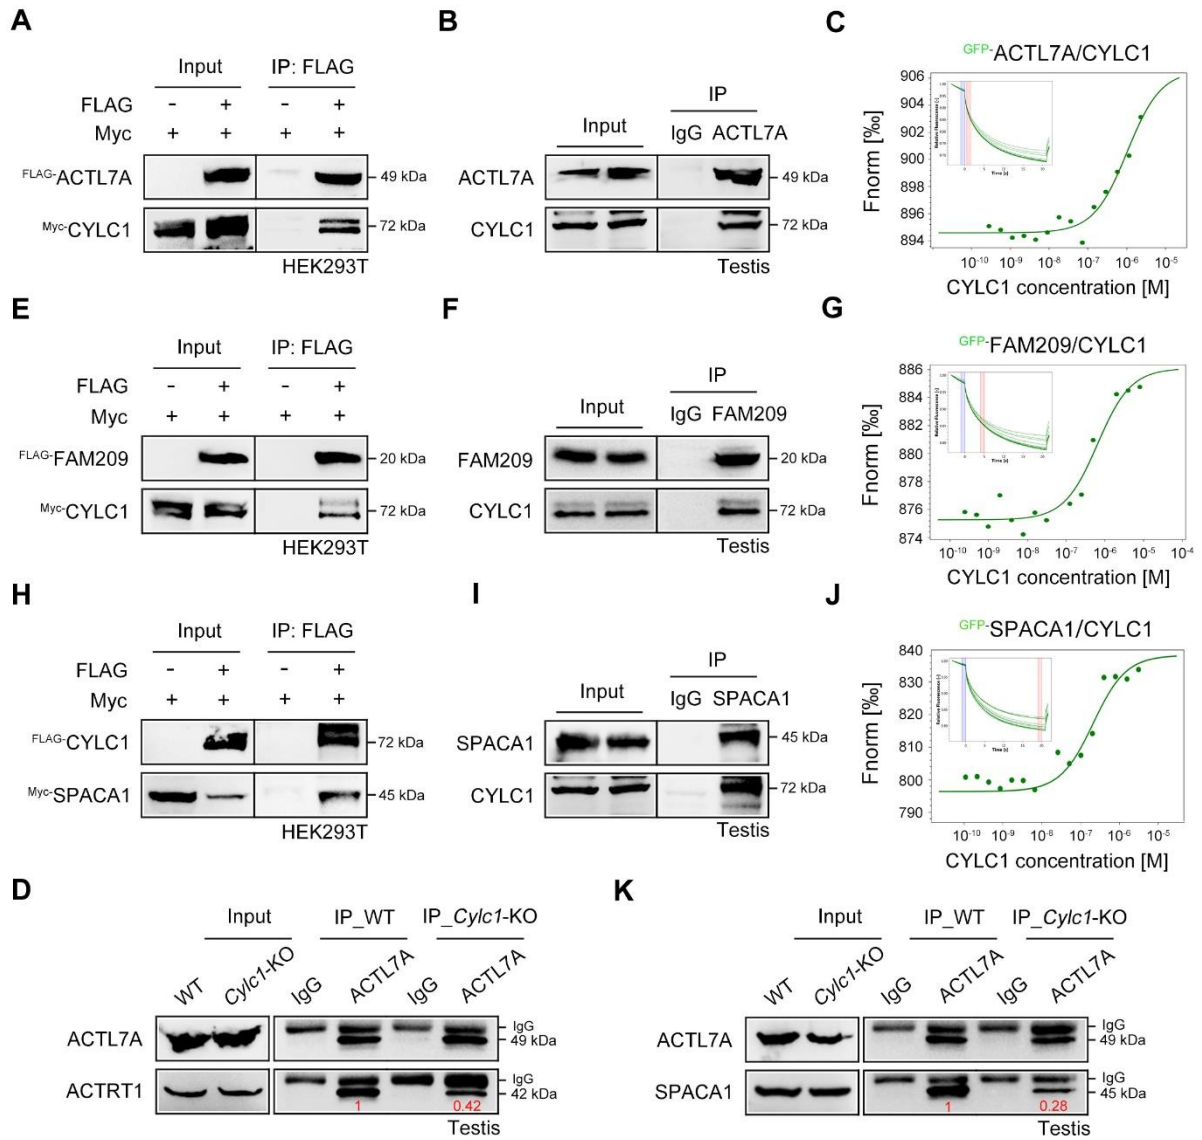 A
Input IP: FLAG
FLAG - + - +
Myc + + + +
FLAG-ACTL7A 49 kDa
Myc-CYLC1 72 kDa
HEK293T
B
IP
Input IgG ACTL7A
ACTL7A 49 kDa
CYLC1 72 kDa
Testis
C
GFP-ACTL7A/CYLC1
Fnorm [‰]
906
904
902
900
898
896
894
Relative Fluorescence [-]
Time [s]
10-10 10-9 10-8 10-7 10-6 10-5
CYLC1 concentration [M]
E
Input IP: FLAG
FLAG - + - +
Myc + + + +
FLAG-FAM209 20 kDa
Myc-CYLC1 72 kDa
HEK293T
F
IP
Input IgG FAM209
FAM209 20 kDa
CYLC1 72 kDa
Testis
G
GFP-FAM209/CYLC1
Fnorm [‰]
886
884
882
880
878
876
874
Relative Fluorescence [-]
Time [s]
10-10 10-9 10-8 10-7 10-6 10-5 10-4
CYLC1 concentration [M]
H
Input IP: FLAG
FLAG - + - +
Myc + + + +
FLAG-CYLC1 72 kDa
Myc-SPACA1 45 kDa
HEK293T
I
IP
Input IgG SPACA1
SPACA1 45 kDa
CYLC1 72 kDa
Testis
J
GFP-SPACA1/CYLC1
Fnorm [‰]
840
830
820
810
800
790
Relative Fluorescence [-]
Time [s]
10-10 10-9 10-8 10-7 10-6 10-5
CYLC1 concentration [M]
D
Input IP_WT IP_Cylc1-KO
WT Cylc1-KO IgG ACTL7A IgG ACTL7A
ACTL7A IgG
49 kDa
ACTRT1 IgG
42 kDa
1 0.42
Testis
K
Input IP_WT IP_Cylc1-KO
WT Cylc1-KO IgG ACTL7A IgG ACTL7A
ACTL7A IgG
49 kDa
SPACA1 IgG
45 kDa
1 0.28
Testis